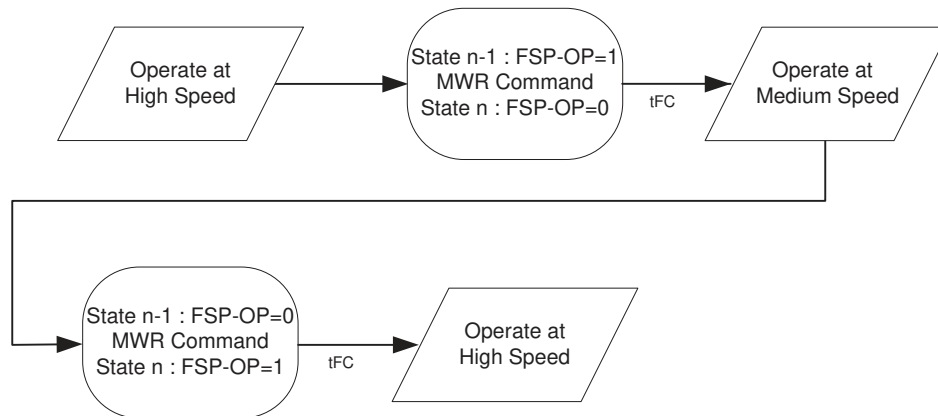 Operate at
High Speed
State n-1 : FSP-OP=1
MWR Command
State n : FSP-OP=0
tFC
Operate at
Medium Speed
State n-1 : FSP-OP=0
MWR Command
State n : FSP-OP=1
tFC
Operate at
High Speed